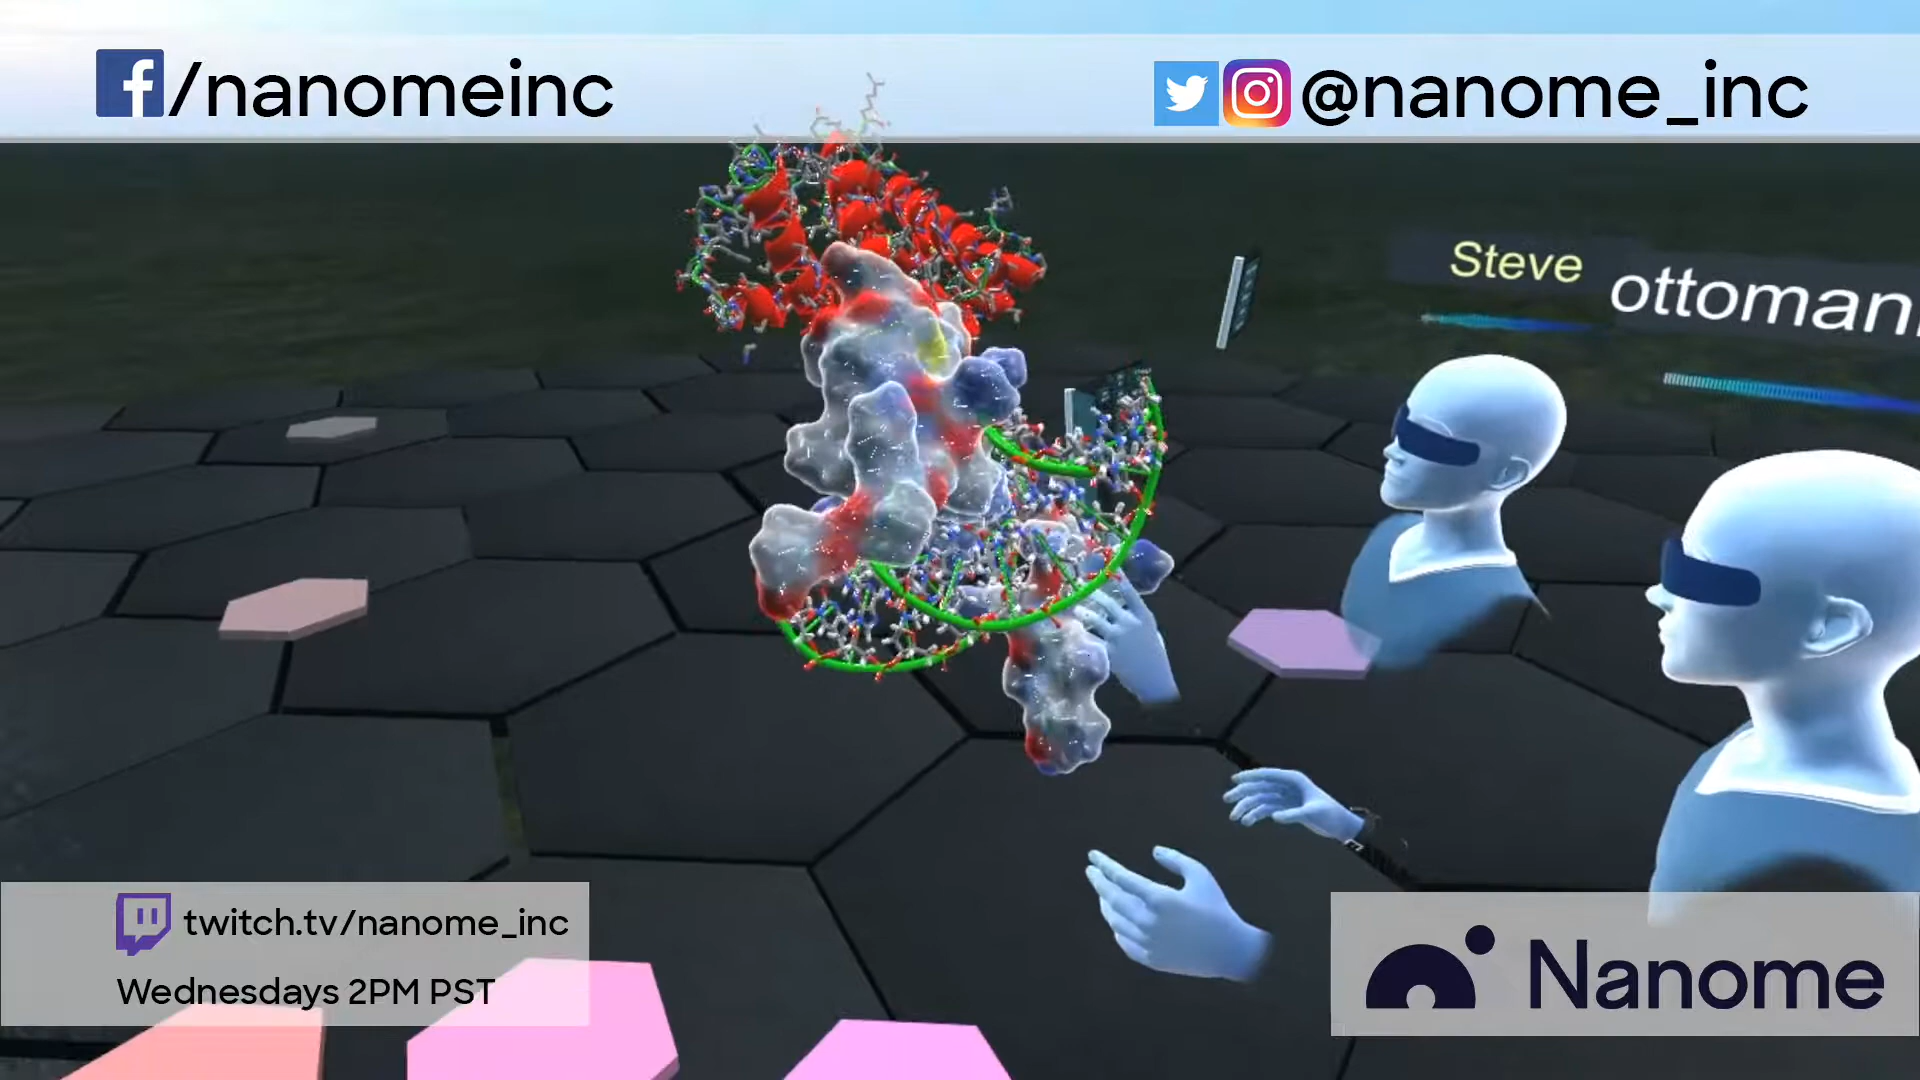 /nanomeinc
@nanome_inc
Steve
ottoman
twitch.tv/nanome_inc
Wednesdays 2PM PST
Nanome